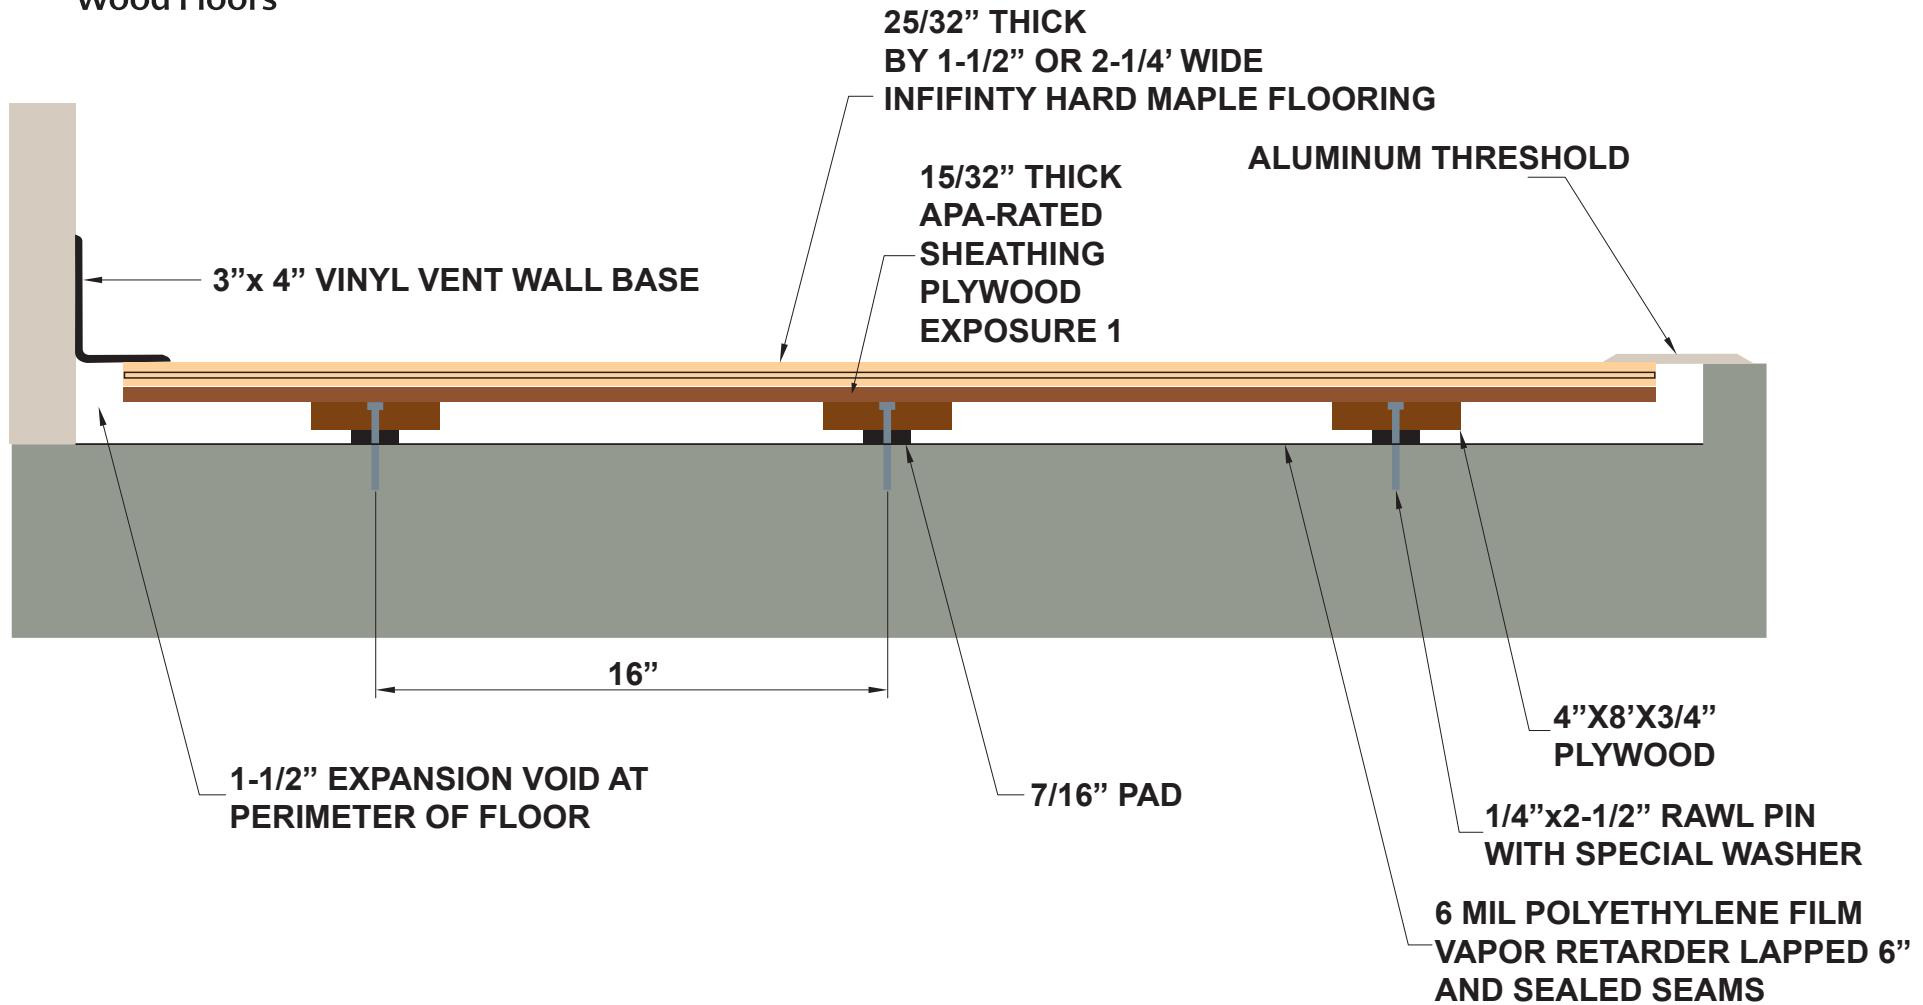 Wood Floors
25/32” THICK
BY 1-1/2” OR 2-1/4’ WIDE
INFIFINTY HARD MAPLE FLOORING
ALUMINUM THRESHOLD
15/32” THICK
APA-RATED
SHEATHING
PLYWOOD
EXPOSURE 1
3”x 4” VINYL VENT WALL BASE
16”
4”X8’X3/4”
PLYWOOD
1-1/2” EXPANSION VOID AT
PERIMETER OF FLOOR
7/16” PAD
1/4”x2-1/2” RAWL PIN
WITH SPECIAL WASHER
6 MIL POLYETHYLENE FILM
VAPOR RETARDER LAPPED 6”
AND SEALED SEAMS